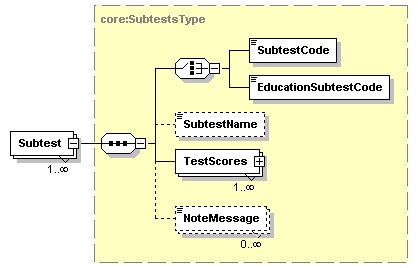 core:SubtestsType
SubtestCode
EducationSubtestCode
SubtestName
Subtest
1..∞
TestScores
1..∞
NoteMessage
0..∞